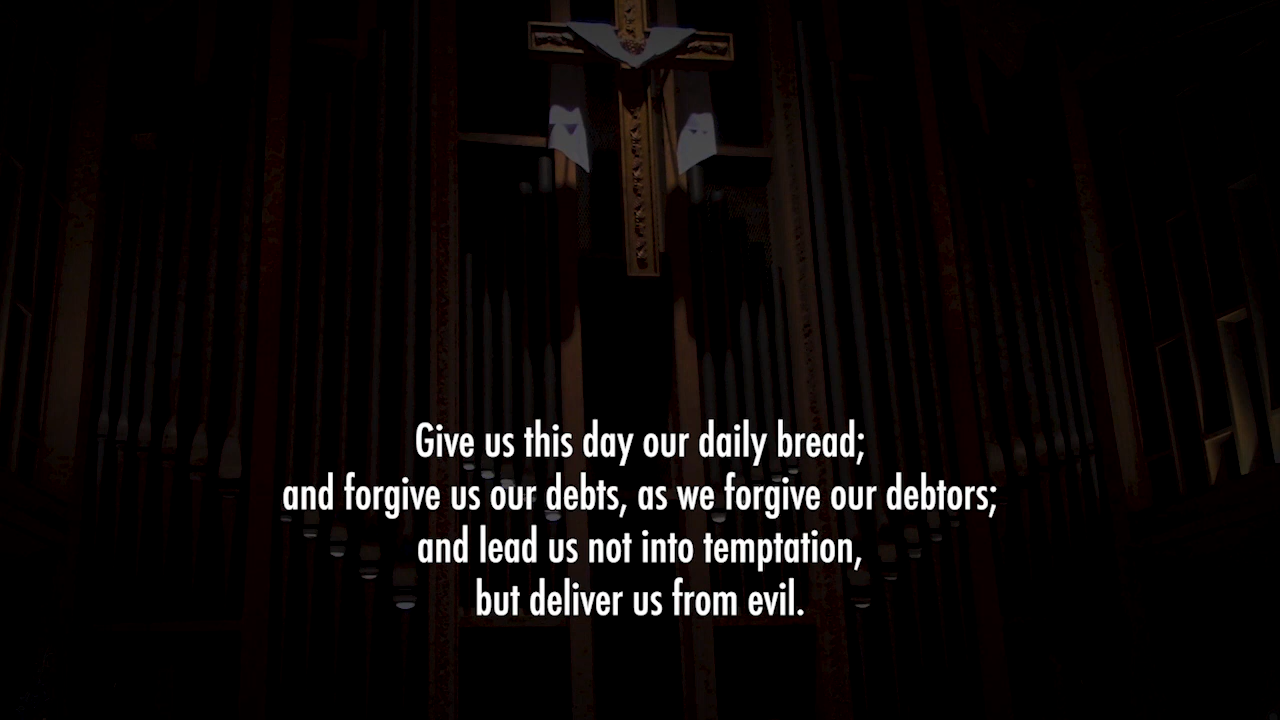 Give us this day our daily bread;
and forgive us our debts, as we forgive our debtors;
and lead us not into temptation,
but deliver us from evil.